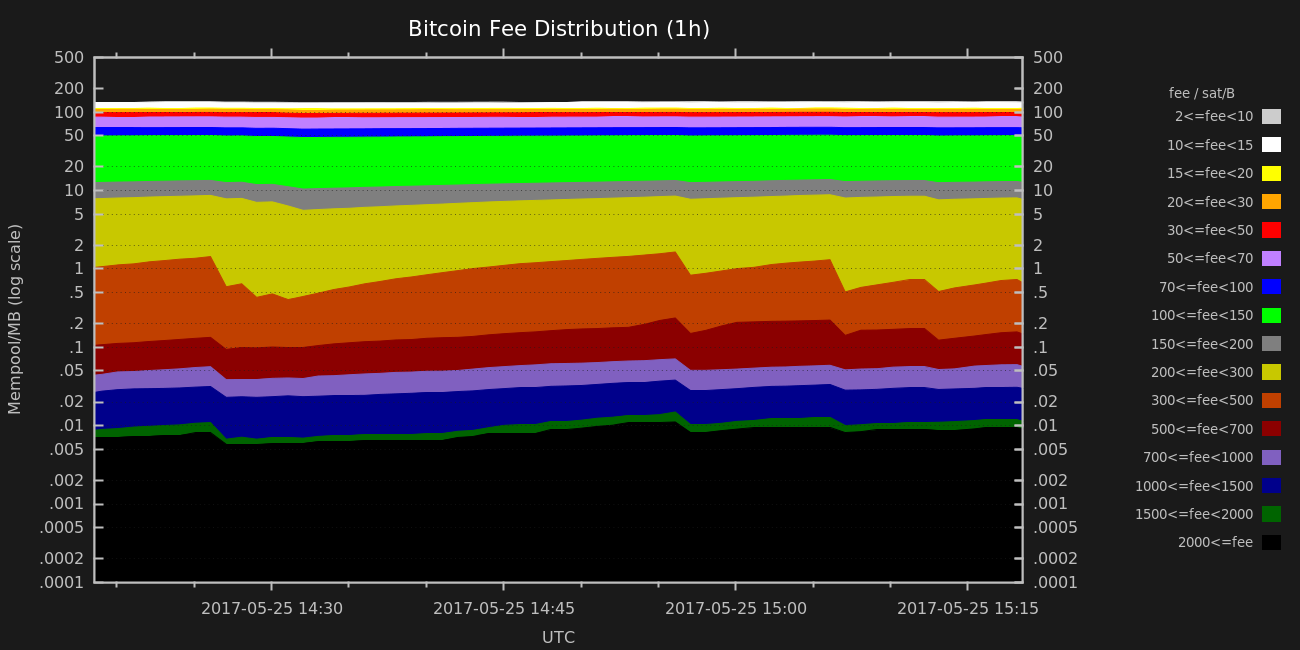 Bitcoin Fee Distribution (1h)
500 500
200 200
100 100
50 50
20 20
10 10
5 5
2 2
1 1
.5 .5
.2 .2
.1 .1
.05 .05
.02 .02
.01 .01
.005 .005
.002 .002
.001 .001
.0005 .0005
.0002 .0002
.0001 .0001
Mempool/MB (log scale)
2017-05-25 14:30 2017-05-25 14:45 2017-05-25 15:00 2017-05-25 15:15
UTC
fee / sat/B
2<=fee<10
10<=fee<15
15<=fee<20
20<=fee<30
30<=fee<50
50<=fee<70
70<=fee<100
100<=fee<150
150<=fee<200
200<=fee<300
300<=fee<500
500<=fee<700
700<=fee<1000
1000<=fee<1500
1500<=fee<2000
2000<=fee